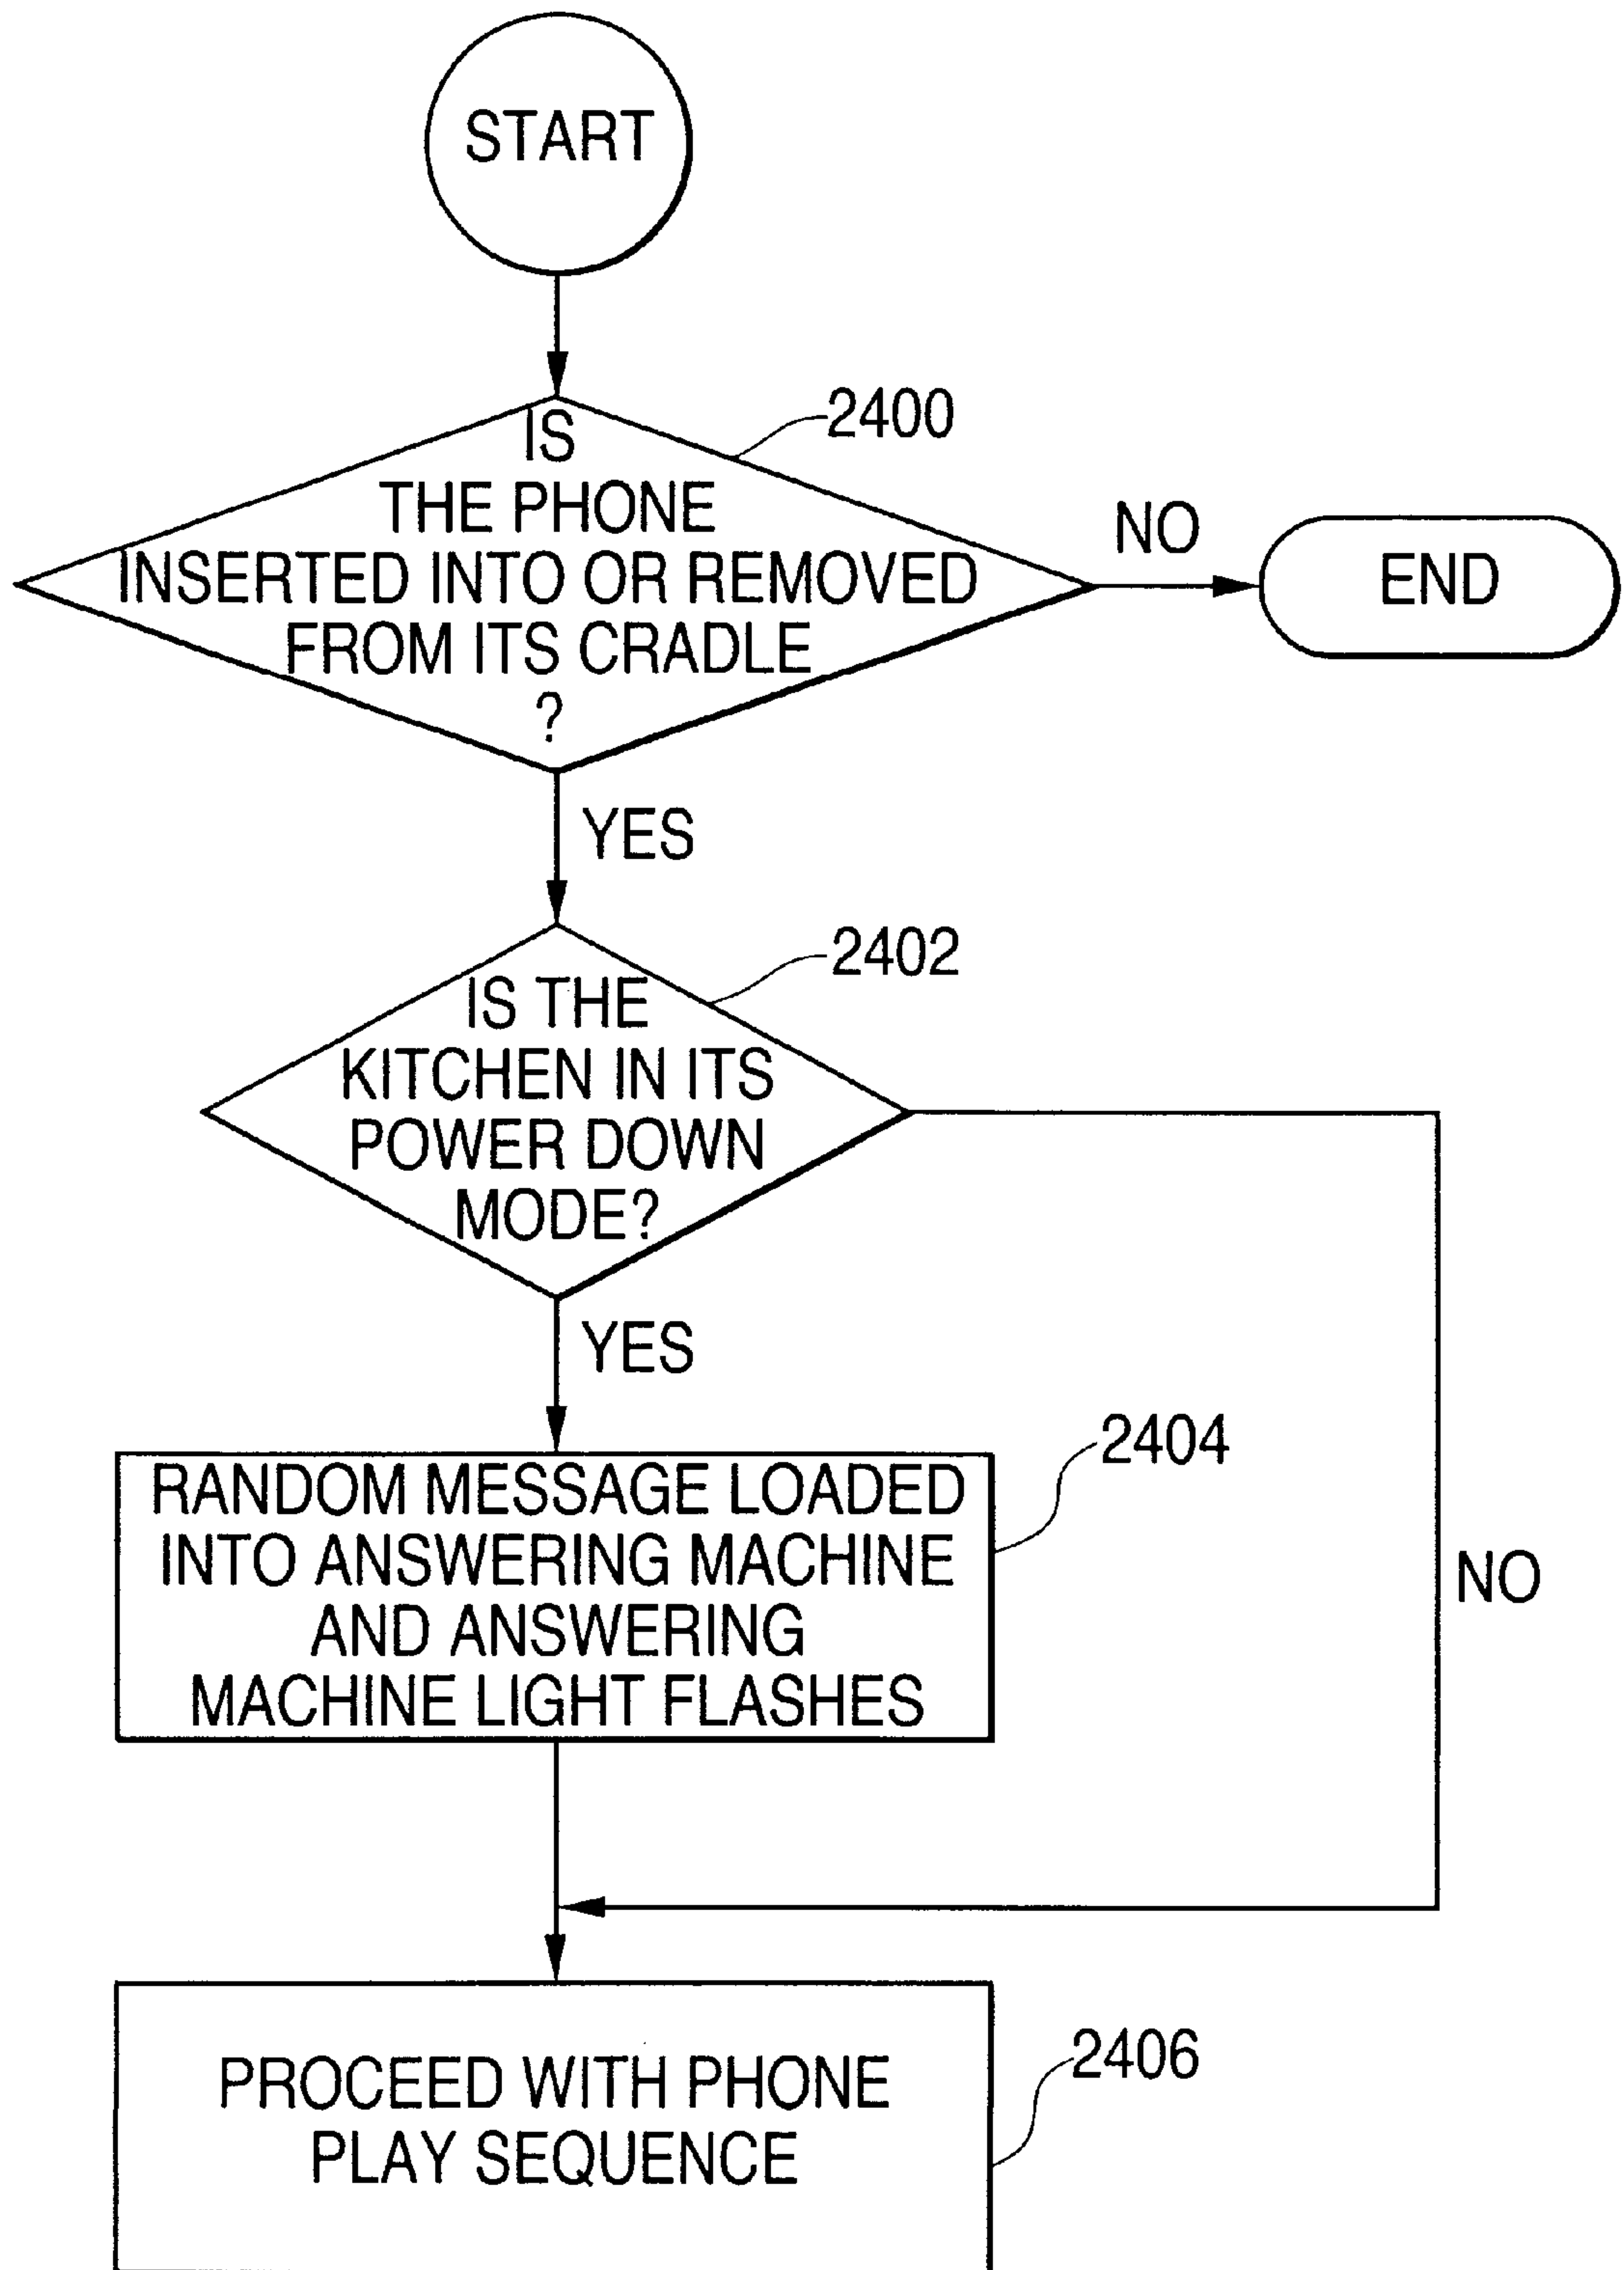 START
2400
IS
THE PHONE
INSERTED INTO OR REMOVED
FROM ITS CRADLE
?
NO
END
YES
2402
IS THE
KITCHEN IN ITS
POWER DOWN
MODE?
YES
2404
RANDOM MESSAGE LOADED
INTO ANSWERING MACHINE
AND ANSWERING
MACHINE LIGHT FLASHES
NO
2406
PROCEED WITH PHONE
PLAY SEQUENCE